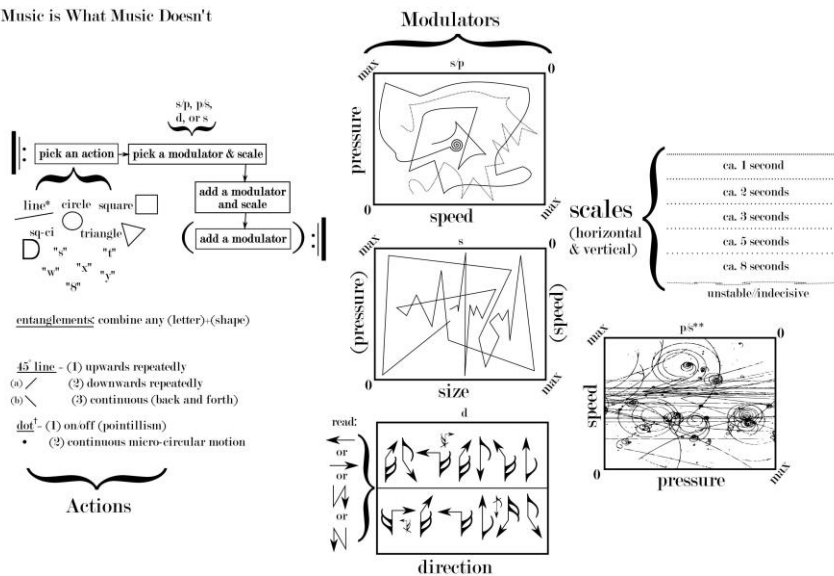 Music is What Music Doesn't
s/p, p/s,
d, or s
pick an action
pick a modulator & scale
add a modulator
and scale
( add a modulator )
line* circle square
sq-ci triangle
"s" "t"
"w" "x" "y"
"8"
entanglements: combine any (letter)+(shape)
45° line - (1) upwards repeatedly
(a) (2) downwards repeatedly
(b) (3) continuous (back and forth)
dot† - (1) on/off (pointillism)
• (2) continuous micro-circular motion
Actions
Modulators
max s/p 0
pressure
0 speed max
max s 0
(pressure)
(speed)
0 size max
read:
or
or
or
d
direction
scales
(horizontal
& vertical)
ca. 1 second
ca. 2 seconds
ca. 3 seconds
ca. 5 seconds
ca. 8 seconds
unstable/indecisive
max p/s** 0
speed
0 pressure max